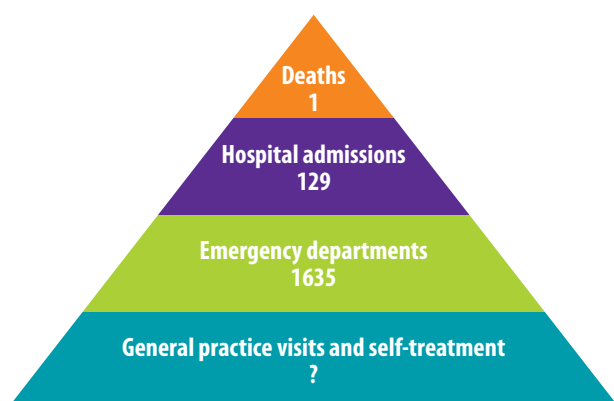 Deaths
1
Hospital admissions
129
Emergency departments
1635
General practice visits and self-treatment
?